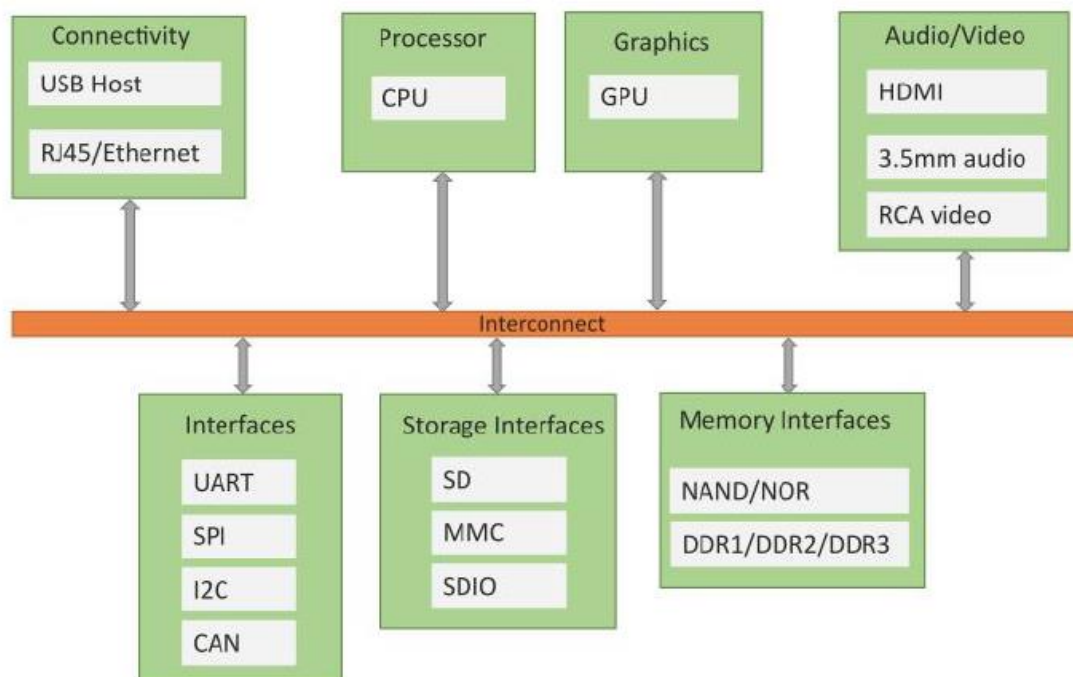 Connectivity
USB Host
RJ45/Ethernet
Processor
CPU
Graphics
GPU
Audio/Video
HDMI
3.5mm audio
RCA video
Interconnect
Interfaces
UART
SPI
I2C
CAN
Storage Interfaces
SD
MMC
SDIO
Memory Interfaces
NAND/NOR
DDR1/DDR2/DDR3